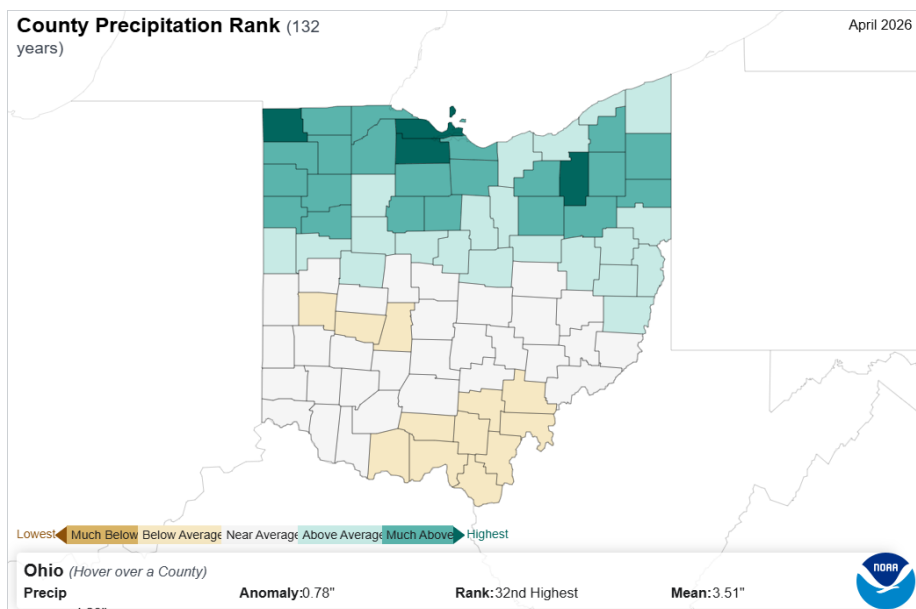 County Precipitation Rank (132
years)
April 2026
Lowest Much Below Below Average Near Average Above Average Much Above Highest
Ohio (Hover over a County)
Precip Anomaly:0.78" Rank:32nd Highest Mean:3.51"
NOAA